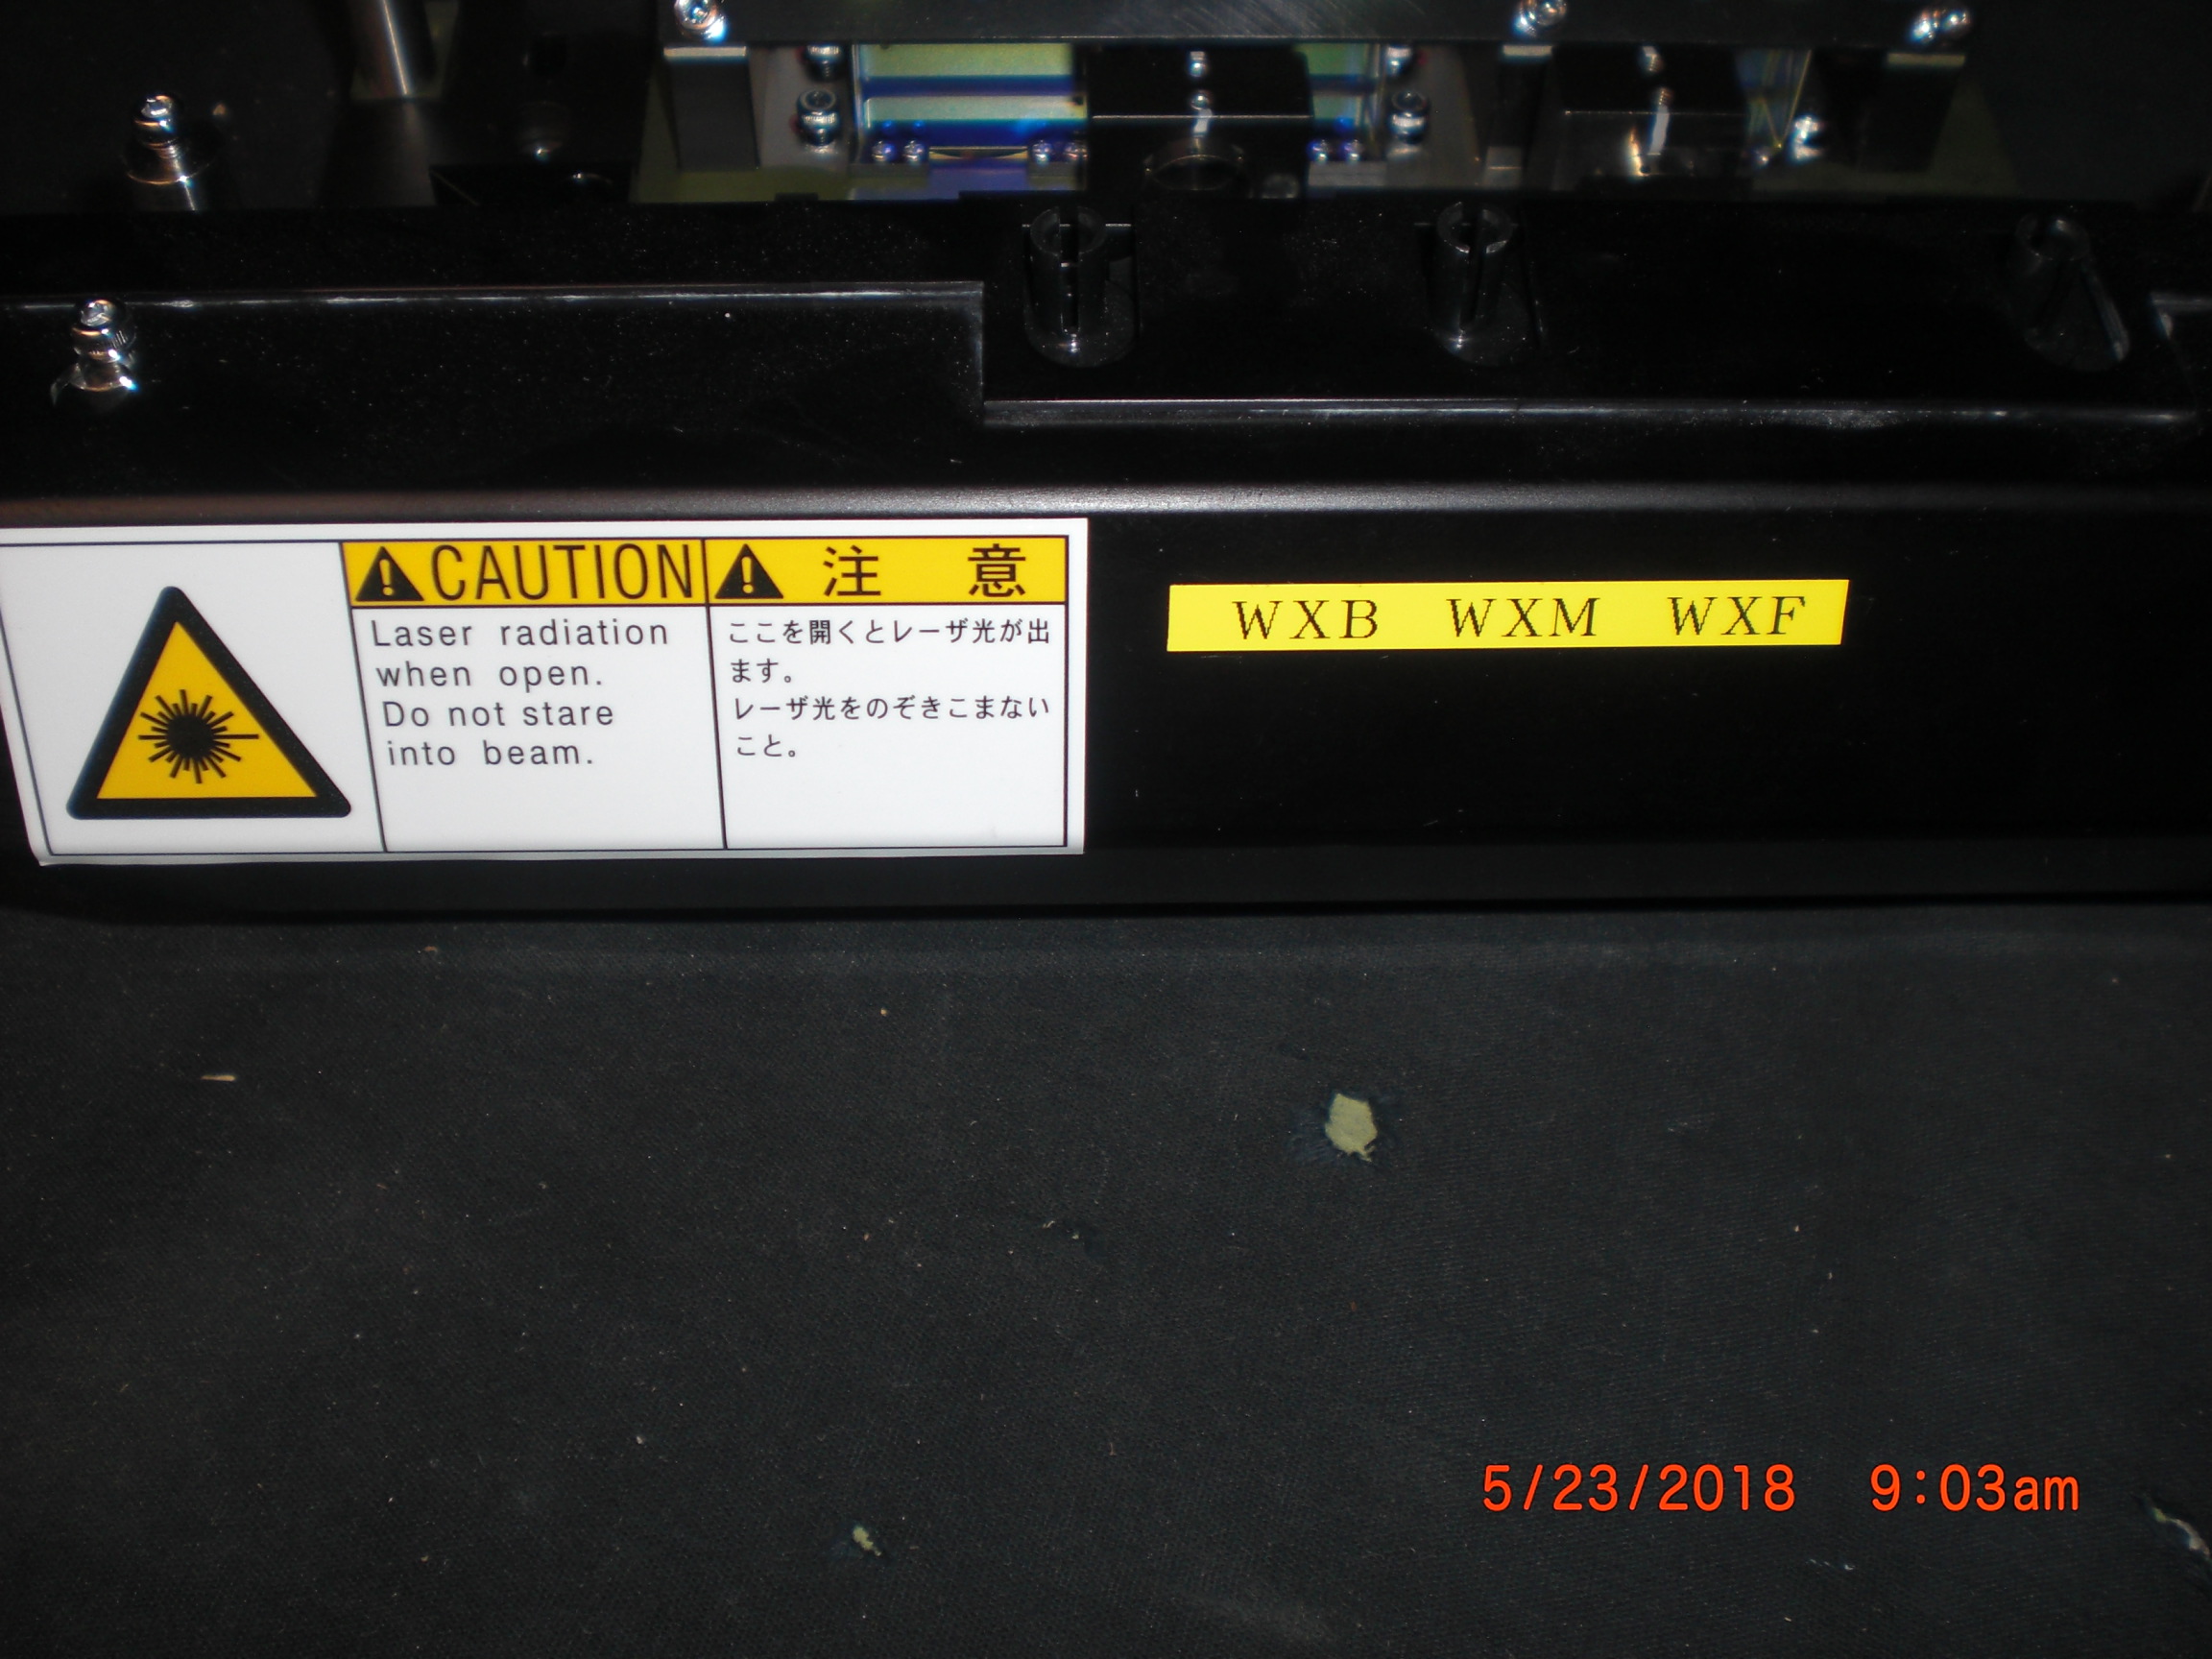 CAUTION
Laser radiation
when open.
Do not stare
into beam.
注 意
ここを開くとレーザ光が出
ます。
レーザ光をのぞきこまない
こと。
WXB WXM WXF
5/23/2018 9:03am